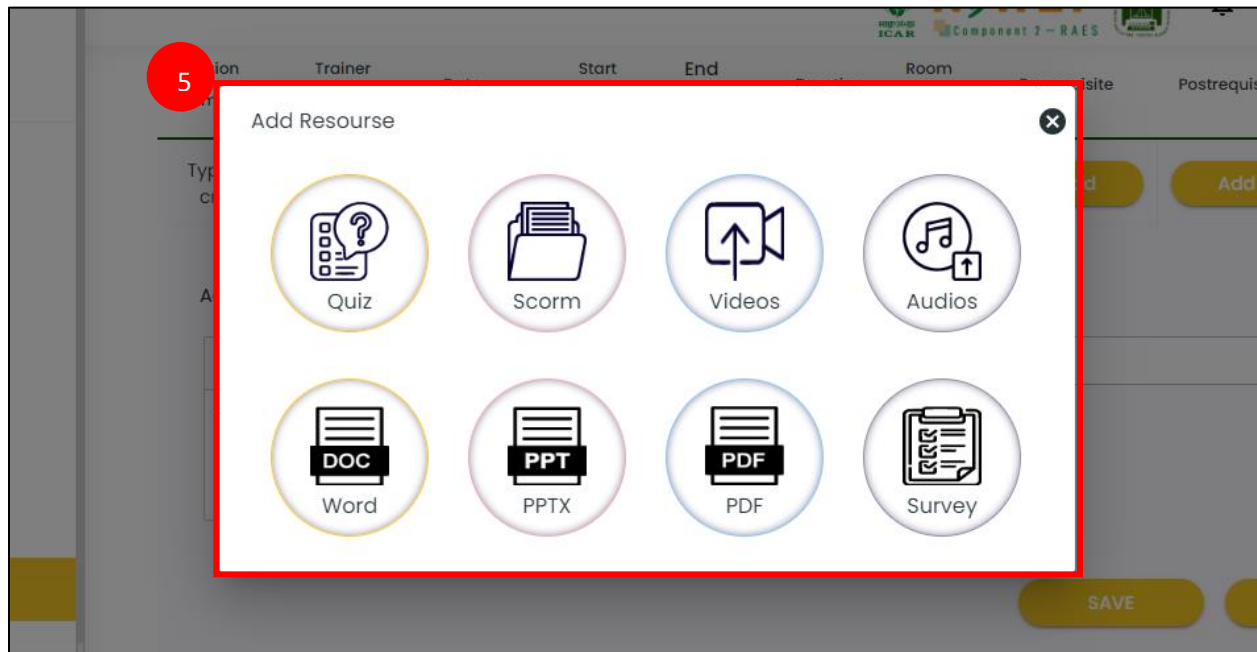 ICAR
Component 2 – RAES
5
Trainer
Start
End
Room
Postrequis
Add Resourse
Add
Quiz
Scorm
Videos
Audios
DOC
PPT
PDF
Word
PPTX
PDF
Survey
SAVE